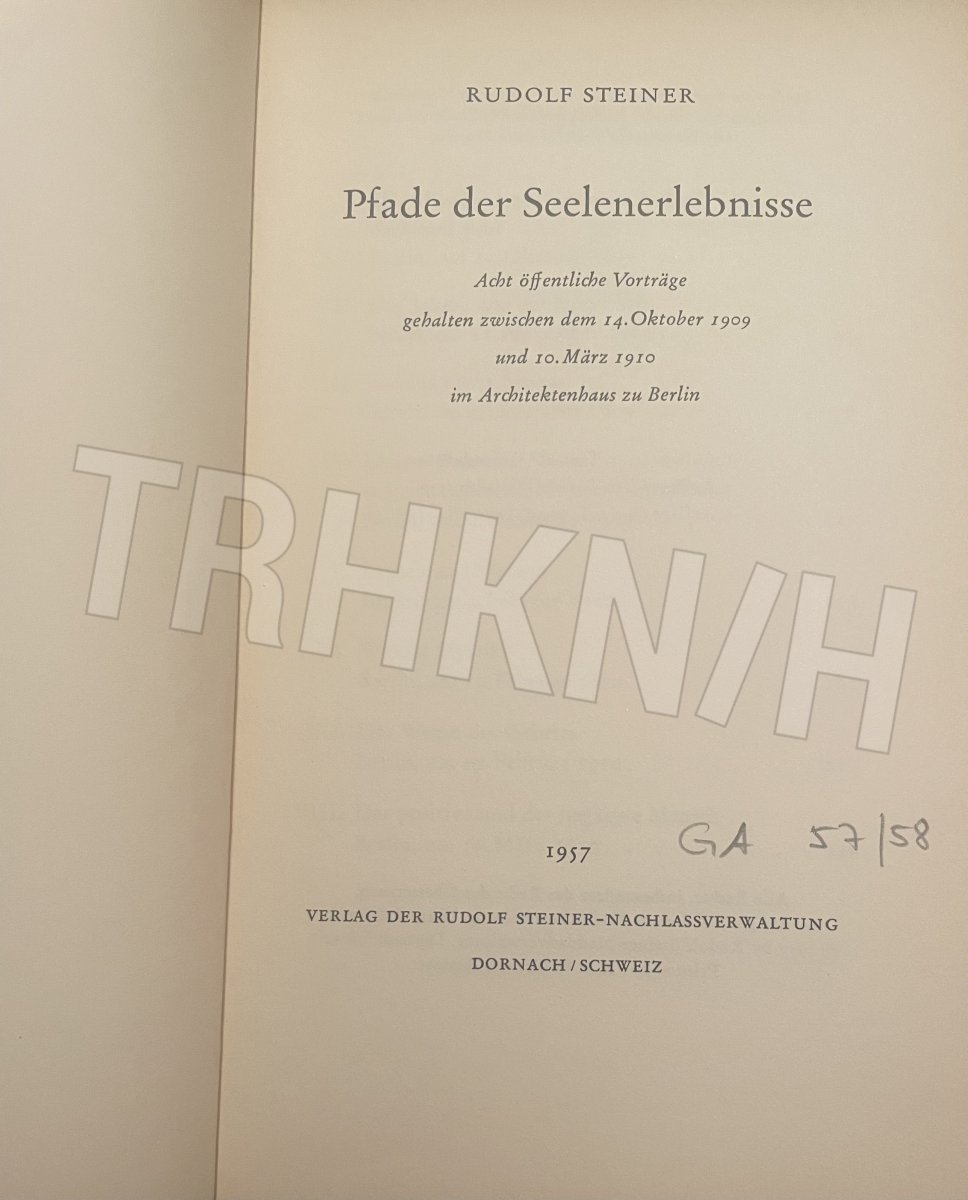 RUDOLF STEINER
Pfade der Seelenerlebnisse
Acht öffentliche Vorträge
gehalten zwischen dem 14. Oktober 1909
und 10. März 1910
im Architektenhaus zu Berlin
TRHKN/H
1957
GA 57/58
VERLAG DER RUDOLF STEINER-NACHLASSVERWALTUNG
DORNACH / SCHWEIZ